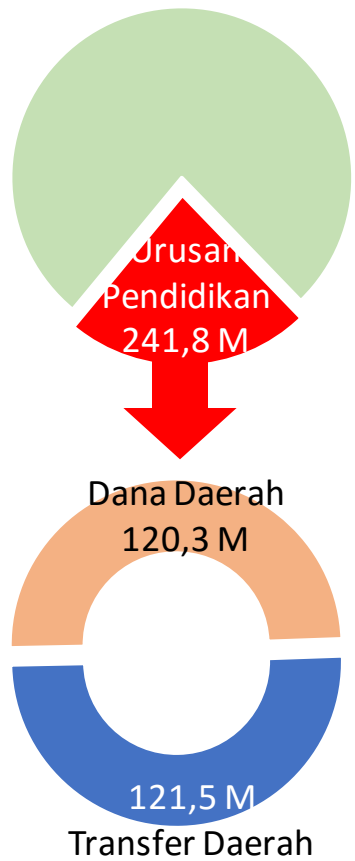 Urusan
Pendidikan
241,8 M
Dana Daerah
120,3 M
121,5 M
Transfer Daerah